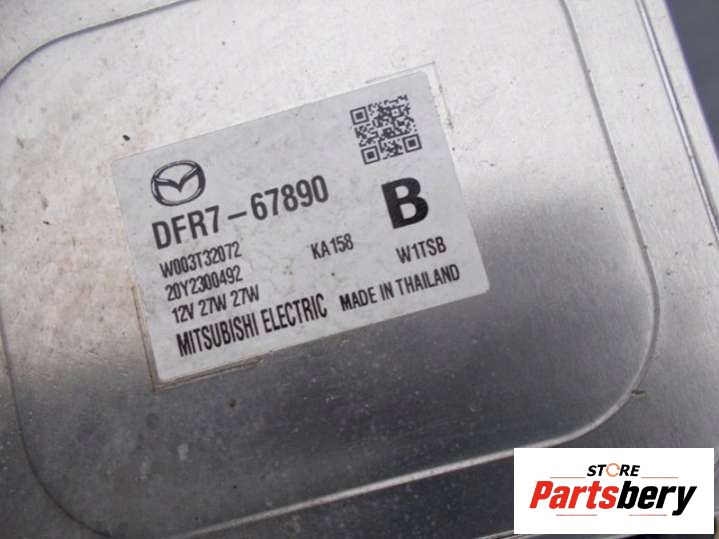 DFR7-67890
B
W003T32072 KA158 W1TSB
20Y2300492
12V 27W 27W
MITSUBISHI ELECTRIC MADE IN THAILAND
STORE
Partsbery